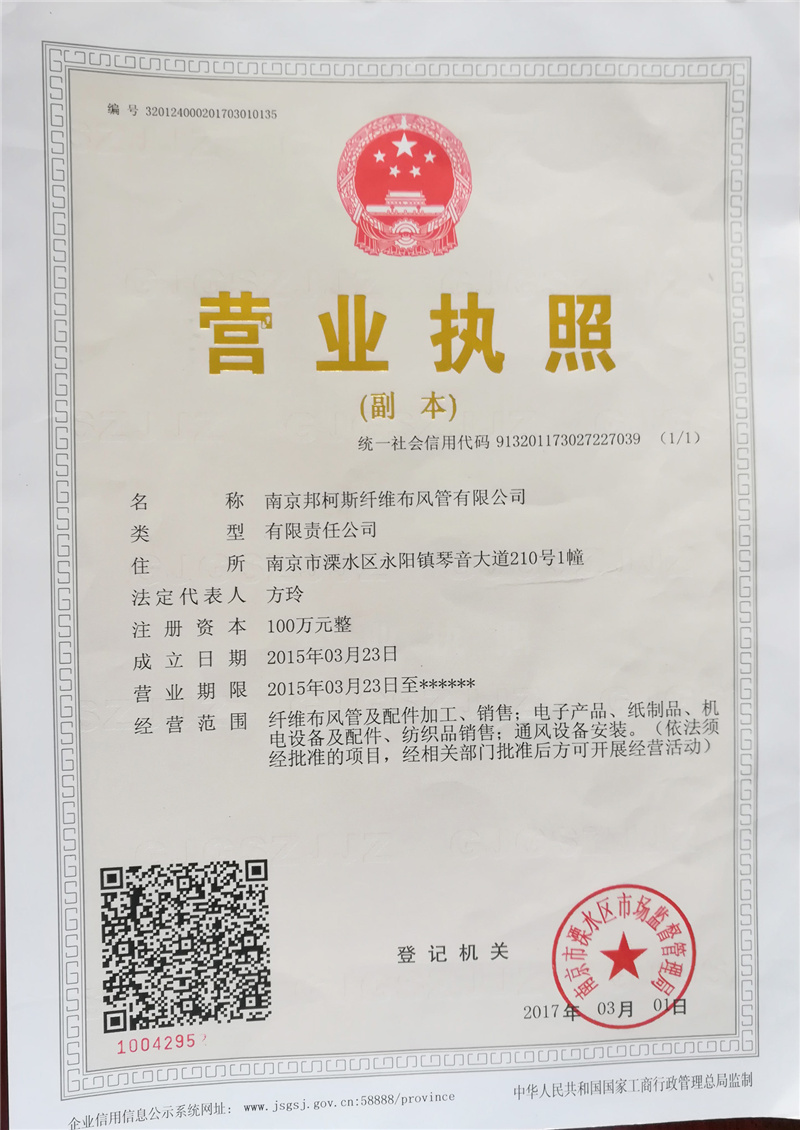 编号 320124000201703010135
营业执照
(副本)
统一社会信用代码 913201173027227039 （1/1）
名称 南京邦柯斯纤维布风管有限公司
类型 有限责任公司
住所 南京市溧水区永阳镇琴音大道210号1幢
法定代表人 方玲
注册资本 100万元整
成立日期 2015年03月23日
营业期限 2015年03月23日至******
经营范围 纤维布风管及配件加工、销售；电子产品、纸制品、机
电设备及配件、纺织品销售；通风设备安装。（依法须
经批准的项目，经相关部门批准后方可开展经营活动）
登记机关
南京市溧水区市场监督管理局
2017年 03月 01日
1004295
企业信用信息公示系统网址： www.jsgsj.gov.cn:58888/province
中华人民共和国国家工商行政管理总局监制